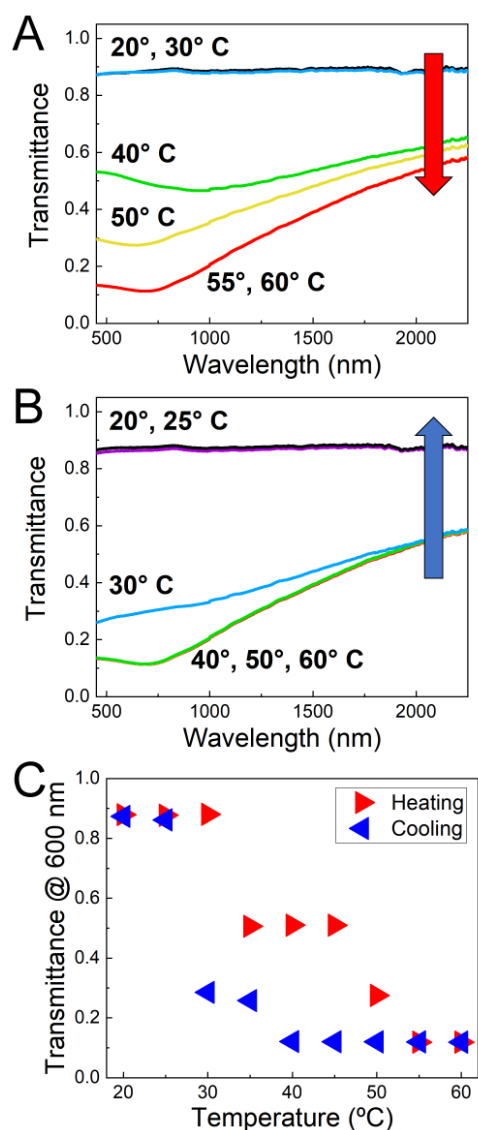 A
1.0
0.8
0.6
0.4
0.2
0.0
Transmittance
20°, 30° C
40° C
50° C
55°, 60° C
500
1000
1500
2000
Wavelength (nm)
B
1.0
0.8
0.6
0.4
0.2
0.0
Transmittance
20°, 25° C
30° C
40°, 50°, 60° C
500
1000
1500
2000
Wavelength (nm)
C
1.0
0.8
0.6
0.4
0.2
0.0
Transmittance @ 600 nm
Heating
Cooling
20
30
40
50
60
Temperature (ºC)